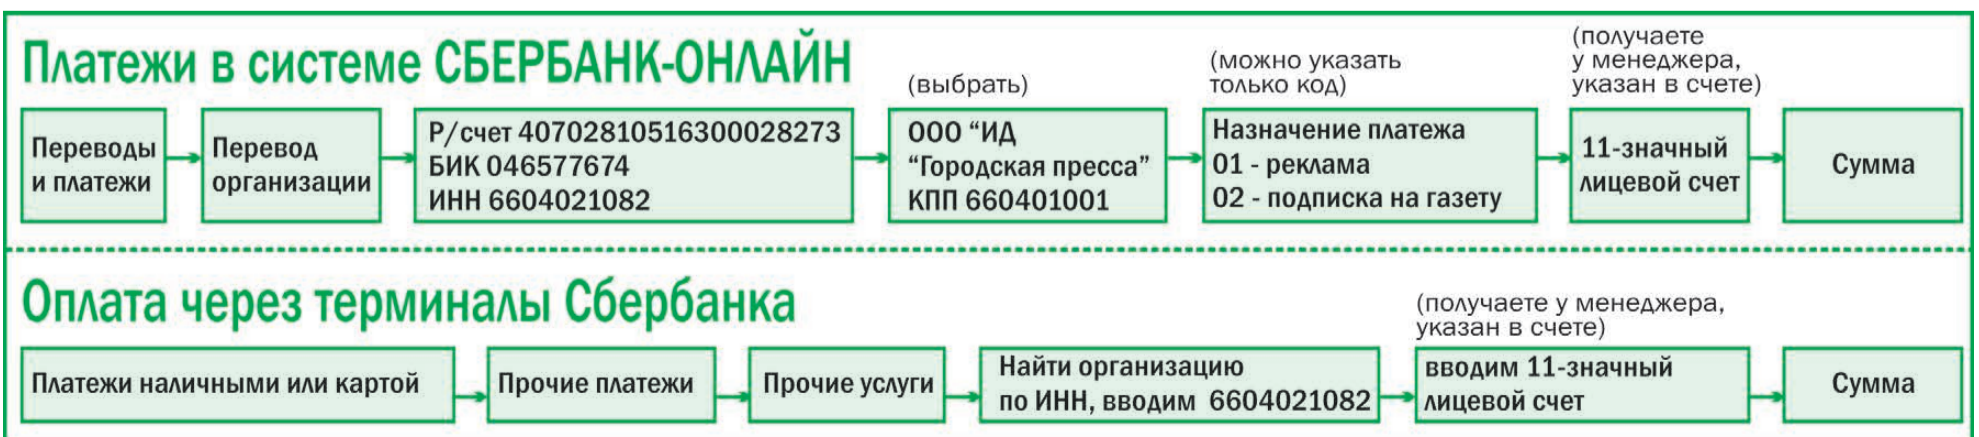 Платежи в системе СБЕРБАНК-ОНЛАЙН
Переводы
и платежи
Перевод
организации
Р/счет 40702810516300028273
БИК 046577674
ИНН 6604021082
(выбрать)
ООО “ИД
“Городская пресса”
КПП 660401001
(можно указать
только код)
Назначение платежа
01 - реклама
02 - подписка на газету
(получаете
у менеджера,
указан в счете)
11-значный
лицевой счет
Сумма
Оплата через терминалы Сбербанка
Платежи наличными или картой
Прочие платежи
Прочие услуги
Найти организацию
по ИНН, вводим 6604021082
(получаете у менеджера,
указан в счете)
вводим 11-значный
лицевой счет
Сумма